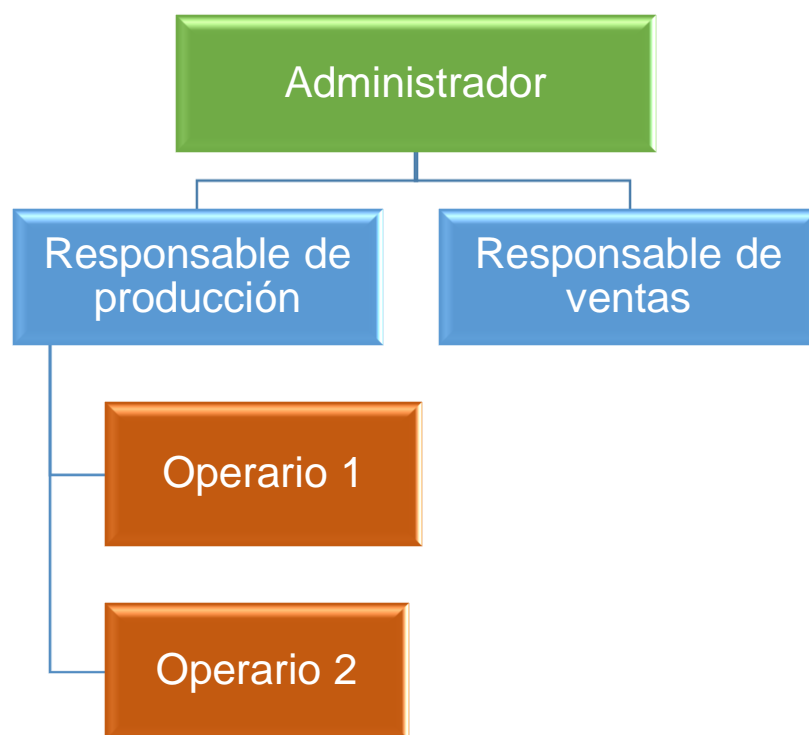 Administrador
Responsable de
producción
Responsable de
ventas
Operario 1
Operario 2